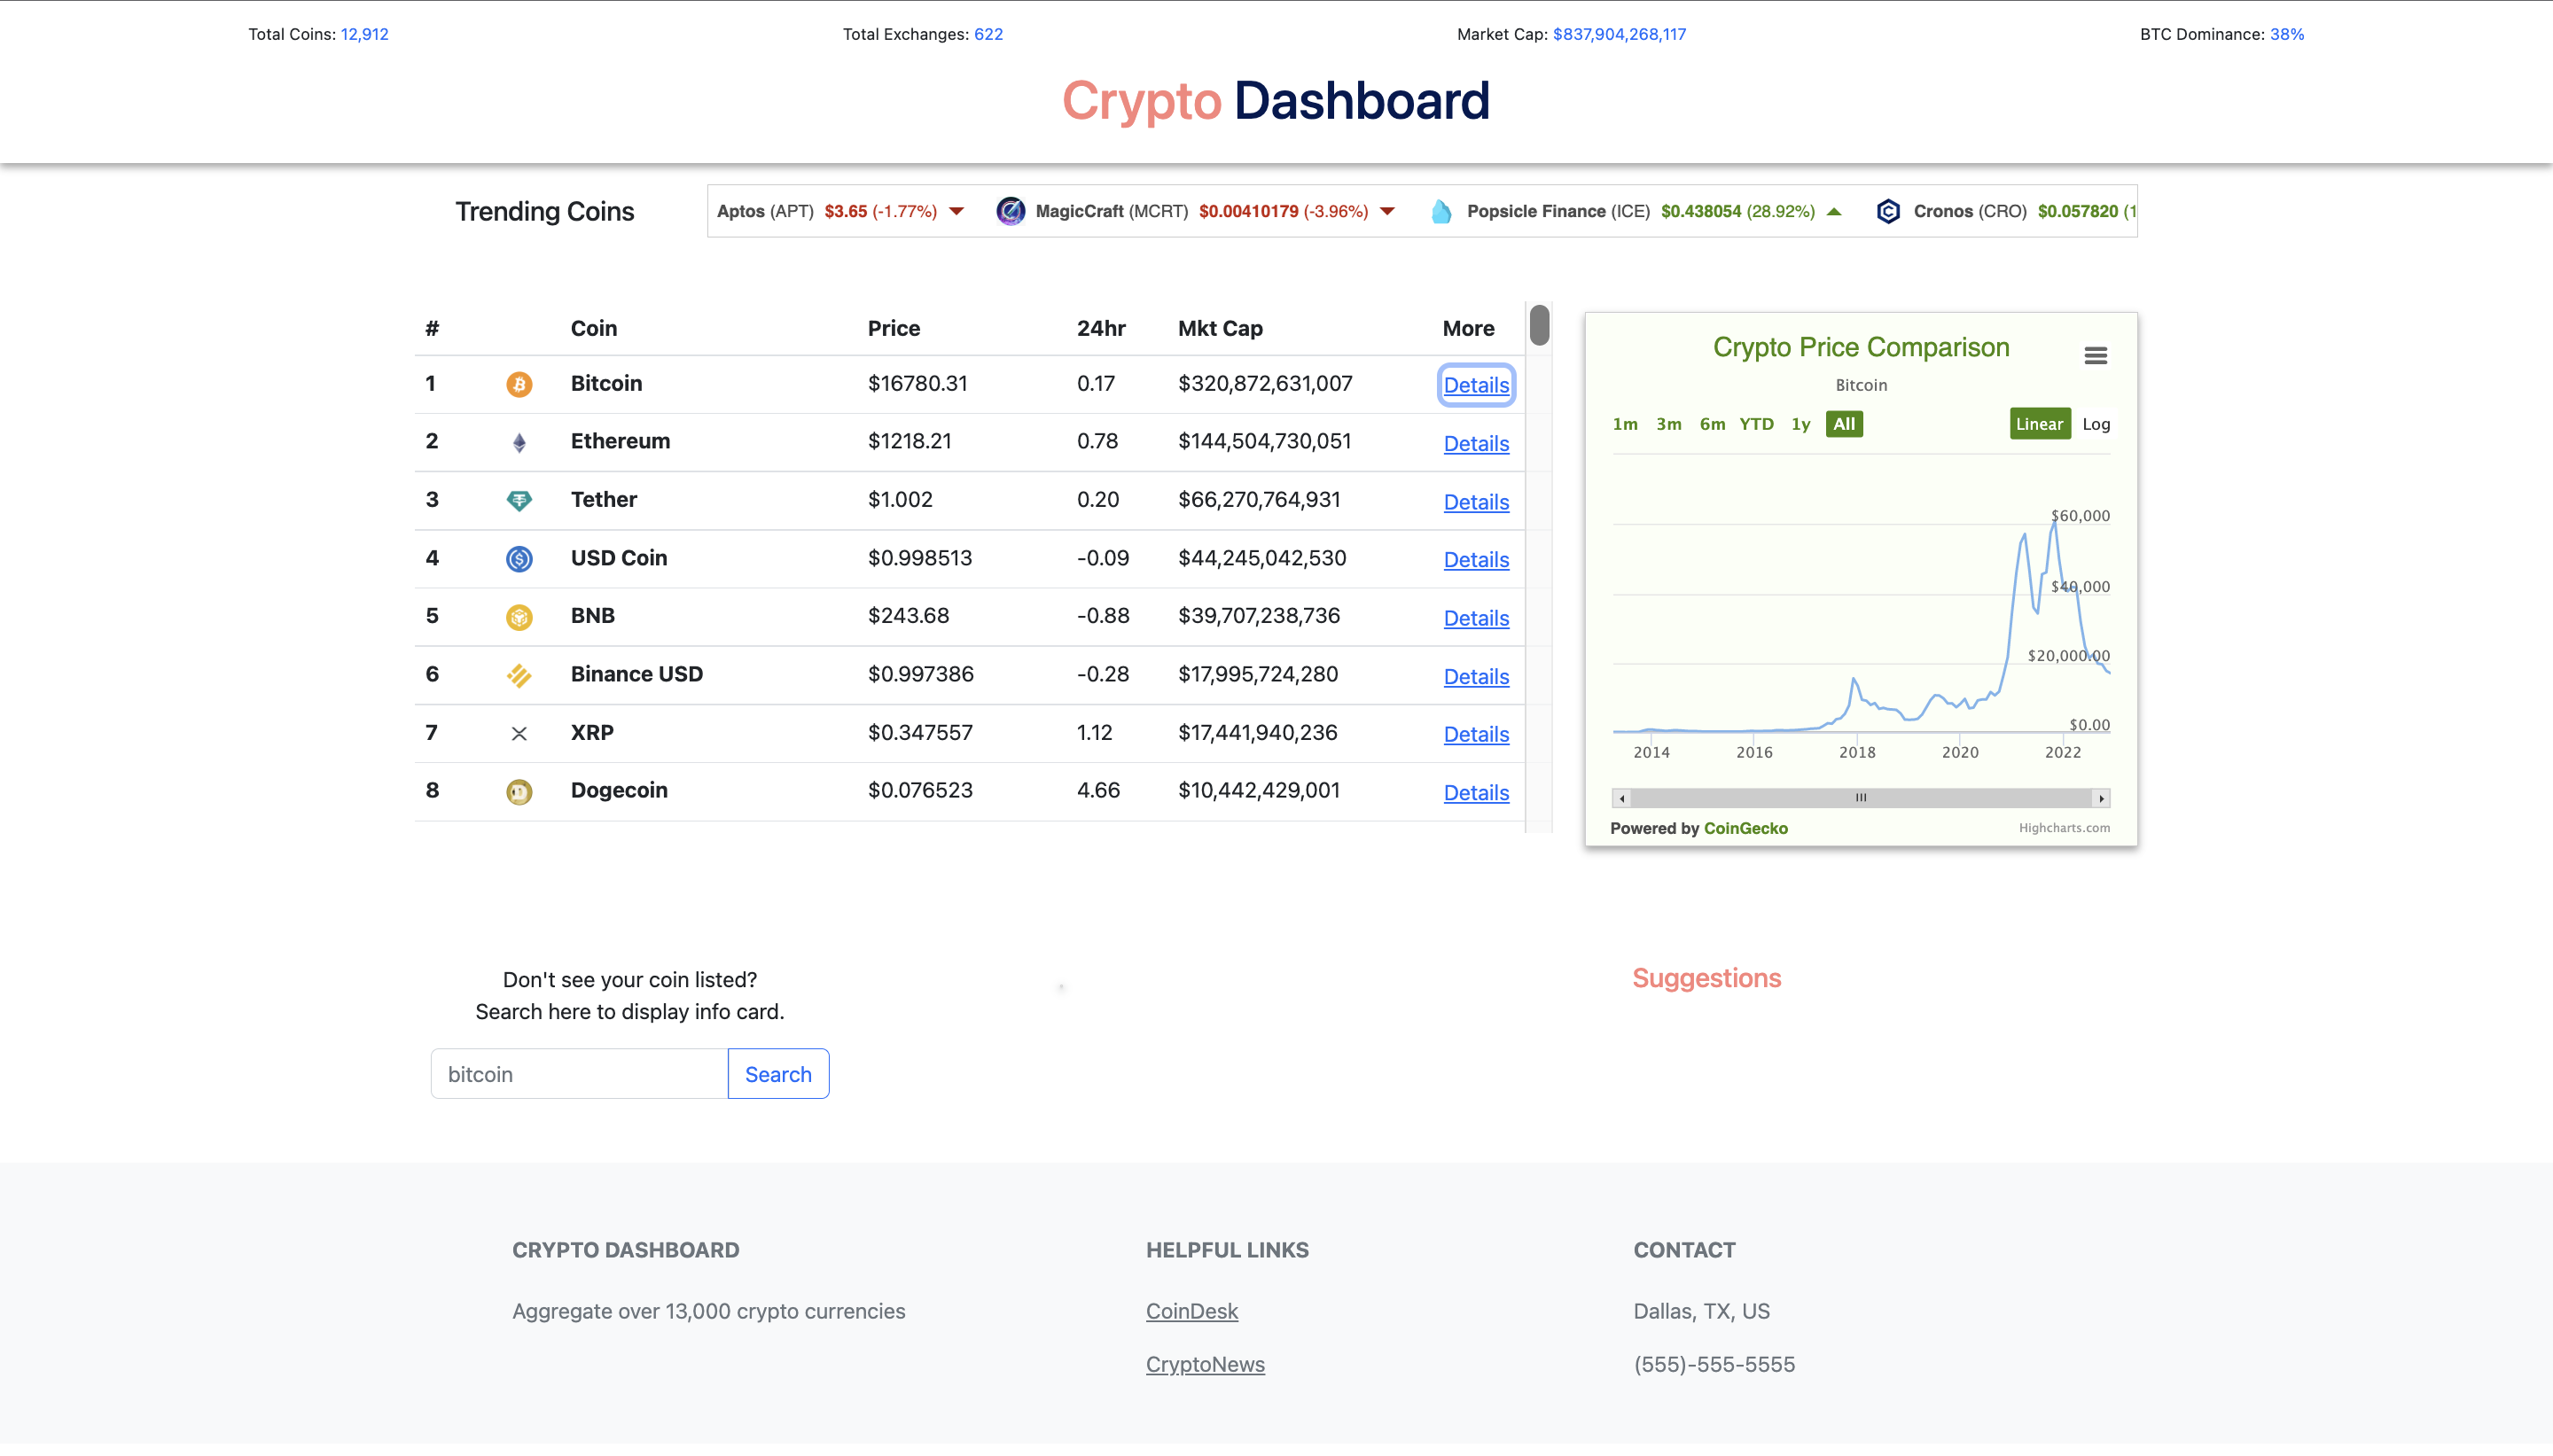 Total Coins: 12,912 Total Exchanges: 622 Market Cap: $837,904,268,117 BTC Dominance: 38%
Crypto Dashboard
Trending Coins Aptos (APT) $3.65 (-1.77%) MagicCraft (MCRT) $0.00410179 (-3.96%) Popsicle Finance (ICE) $0.438054 (28.92%) Cronos (CRO) $0.057820 (1
# Coin Price 24hr Mkt Cap More
1 Bitcoin $16780.31 0.17 $320,872,631,007 Details
2 Ethereum $1218.21 0.78 $144,504,730,051 Details
3 Tether $1.002 0.20 $66,270,764,931 Details
4 USD Coin $0.998513 -0.09 $44,245,042,530 Details
5 BNB $243.68 -0.88 $39,707,238,736 Details
6 Binance USD $0.997386 -0.28 $17,995,724,280 Details
7 XRP $0.347557 1.12 $17,441,940,236 Details
8 Dogecoin $0.076523 4.66 $10,442,429,001 Details
Crypto Price Comparison
Bitcoin
1m 3m 6m YTD 1y All Linear Log
$60,000
$40,000
$20,000.00
$0.00
2014 2016 2018 2020 2022
Powered by CoinGecko Highcharts.com
Don't see your coin listed?
Search here to display info card.
bitcoin Search
Suggestions
CRYPTO DASHBOARD
Aggregate over 13,000 crypto currencies
HELPFUL LINKS
CoinDesk
CryptoNews
CONTACT
Dallas, TX, US
(555)-555-5555